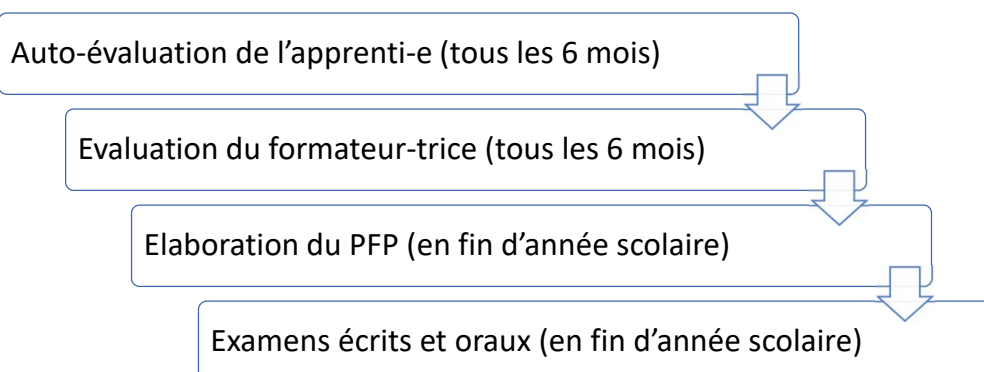 Auto-évaluation de l’apprenti-e (tous les 6 mois)
Evaluation du formateur-trice (tous les 6 mois)
Elaboration du PFP (en fin d’année scolaire)
Examens écrits et oraux (en fin d’année scolaire)